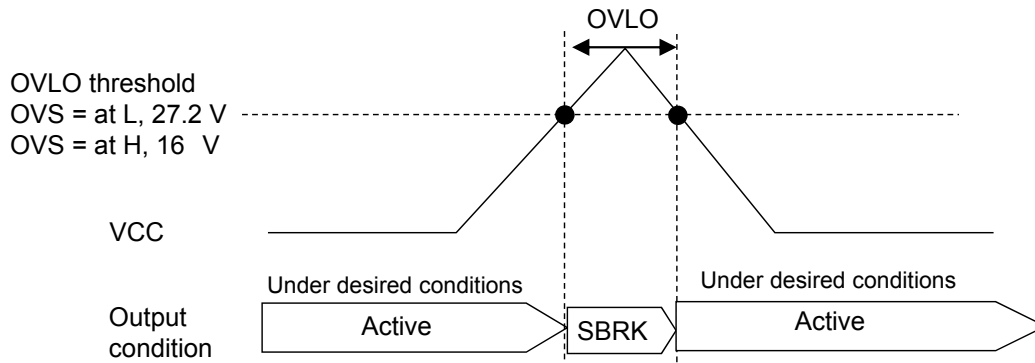 OVLO
OVLO threshold
OVS = at L, 27.2 V
OVS = at H, 16 V
VCC
Under desired conditions
Under desired conditions
Output
condition
Active
SBRK
Active